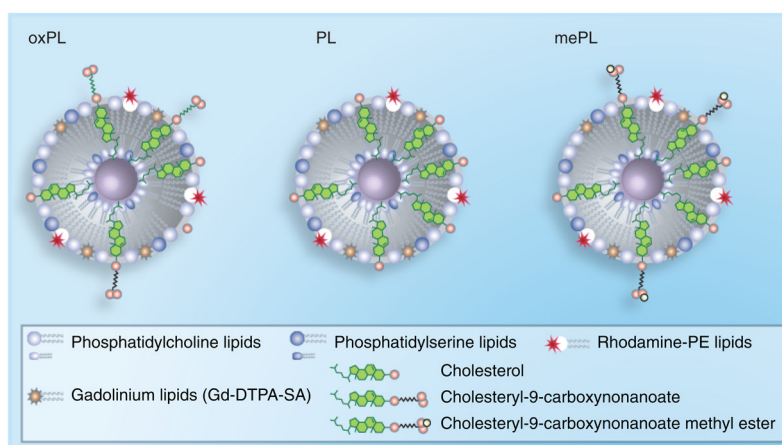 oxPL PL mePL
Phosphatidylcholine lipids Phosphatidylserine lipids Rhodamine-PE lipids
Cholesterol
Gadolinium lipids (Gd-DTPA-SA) Cholesteryl-9-carboxynonanoate
Cholesteryl-9-carboxynonanoate methyl ester